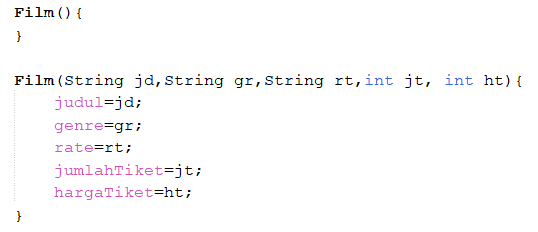 Film(){
}
Film(String jd,String gr,String rt,int jt, int ht){
judul=jd;
genre=gr;
rate=rt;
jumlahTiket=jt;
hargaTiket=ht;
}